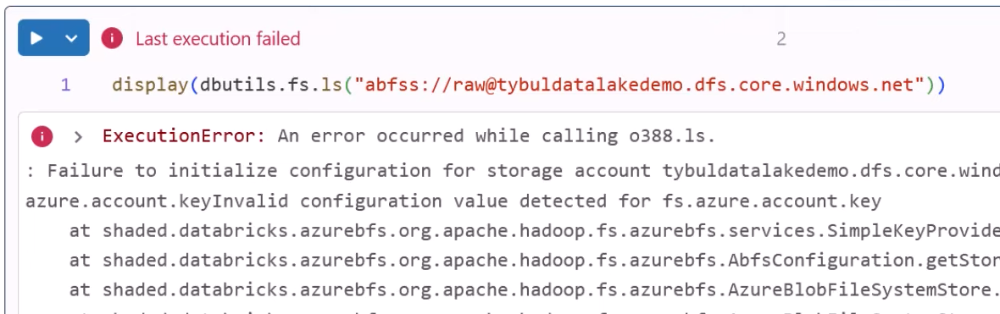 Last execution failed 2
1 display(dbutils.fs.ls("abfss://raw@tybuldatalakedemo.dfs.core.windows.net"))
ExecutionError: An error occurred while calling o388.ls.
: Failure to initialize configuration for storage account tybuldatalakedemo.dfs.core.wind
azure.account.keyInvalid configuration value detected for fs.azure.account.key
at shaded.databricks.azurebfs.org.apache.hadoop.fs.azurebfs.services.SimpleKeyProvide
at shaded.databricks.azurebfs.org.apache.hadoop.fs.azurebfs.AbfsConfiguration.getStor
at shaded.databricks.azurebfs.org.apache.hadoop.fs.azurebfs.AzureBlobFileSystemStore.